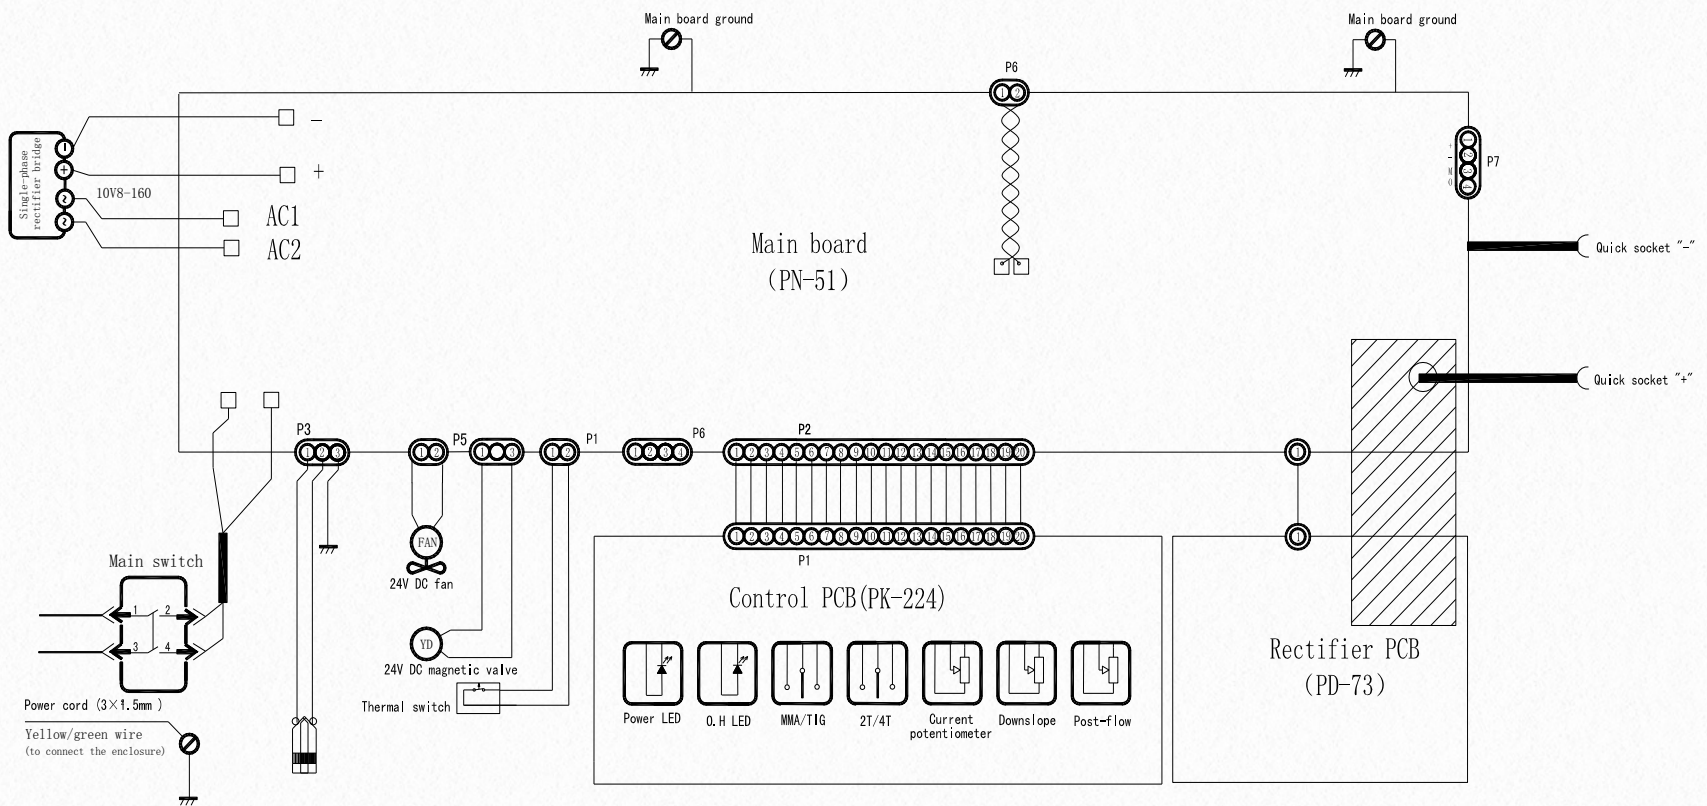 Main board ground
Main board ground
P6
1 2
-
+
Single-phase
rectifier bridge
- + ~ ~
10V8-160
AC1
AC2
Main board
(PN-51)
1 2 3 4
P7
+
-
M
0
Quick socket "-"
Quick socket "+"
P3
1 2 3
1 2
P5
1 3
P1
1 2
P6
1 2 3 4
P2
1 2 3 4 5 6 7 8 9 10 11 12 13 14 15 16 17 18 19 20
1
1 2 3 4 5 6 7 8 9 10 11 12 13 14 15 16 17 18 19 20
P1
1
FAN
24V DC fan
YD
24V DC magnetic valve
Thermal switch
Main switch
1 2
3 4
Power cord (3×1.5mm )
Yellow/green wire
(to connect the enclosure)
Control PCB(PK-224)
Power LED
O.H LED
MMA/TIG
2T/4T
Current
potentiometer
Downslope
Post-flow
Rectifier PCB
(PD-73)